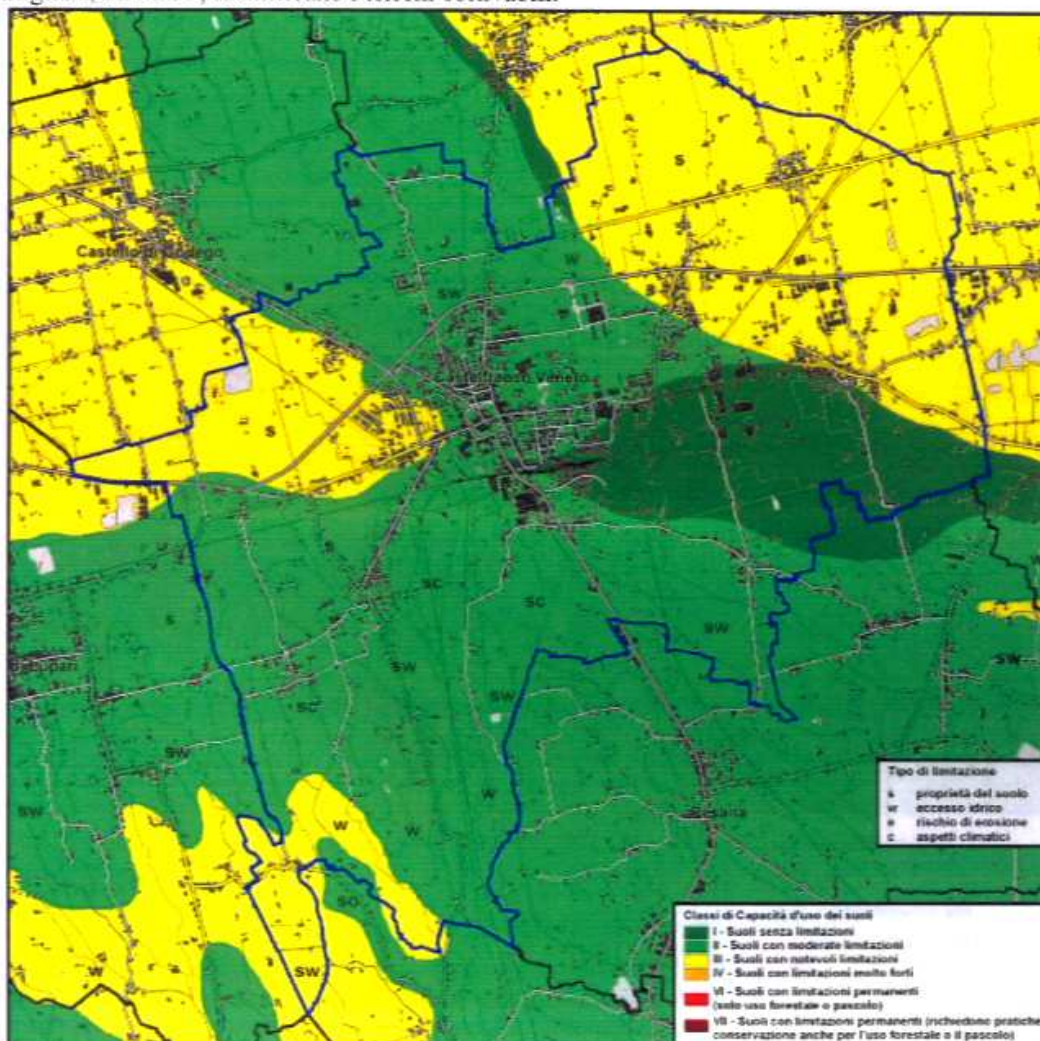 S
Castello di Godego
W
SW
S
Castelfranco Veneto
S
SC
SC
SW
S
SW
SW
SC
SW
SW
W
Resana
SW
W
W
SW
W
Tipo di limitazione
s proprietà del suolo
w eccesso idrico
e rischio di erosione
c aspetti climatici
Classi di Capacità d'uso dei suoli
I - Suoli senza limitazioni
II - Suoli con moderate limitazioni
III - Suoli con notevoli limitazioni
IV - Suoli con limitazioni molto forti
VI - Suoli con limitazioni permanenti
(solo uso forestale o pascolo)
VII - Suoli con limitazioni permanenti (richiedono pratiche
conservazione anche per l'uso forestale o il pascolo)